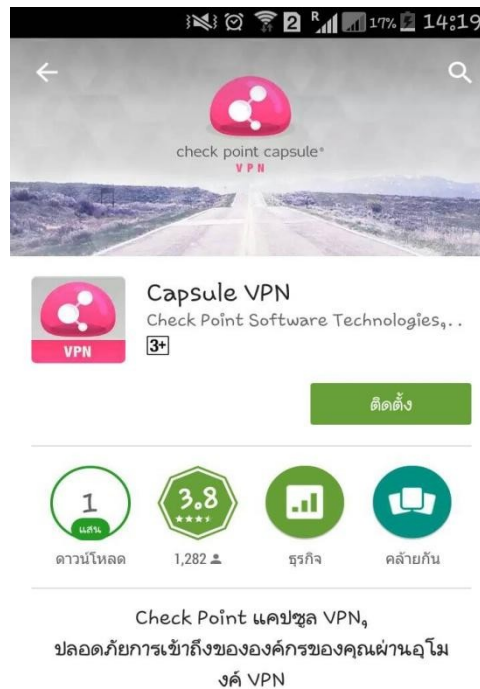 2 R 17% 14:19
check point capsule®
VPN
VPN
Capsule VPN
Check Point Software Technologies,..
3+
ติดตั้ง
1
แสน
ดาวน์โหลด
3.8
1,282
ธุรกิจ
คล้ายกัน
Check Point แคปซูล VPN,
ปลอดภัยการเข้าถึงขององค์กรของคุณผ่านอุโม
งค์ VPN